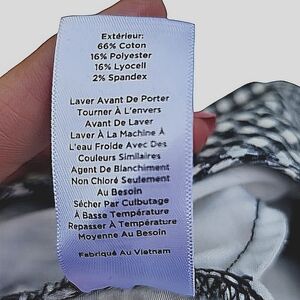 Extérieur:
66% Coton
16% Polyester
16% Lyocell
2% Spandex
Laver Avant De Porter
Tourner À L'envers
Avant De Laver
Laver À La Machine À
L'eau Froide Avec Des
Couleurs Similaires
Agent De Blanchiment
Non Chloré Seulement
Au Besoin
Sécher Par Culbutage
À Basse Température
Repasser À Température
Moyenne Au Besoin
Fabriqué Au Vietnam